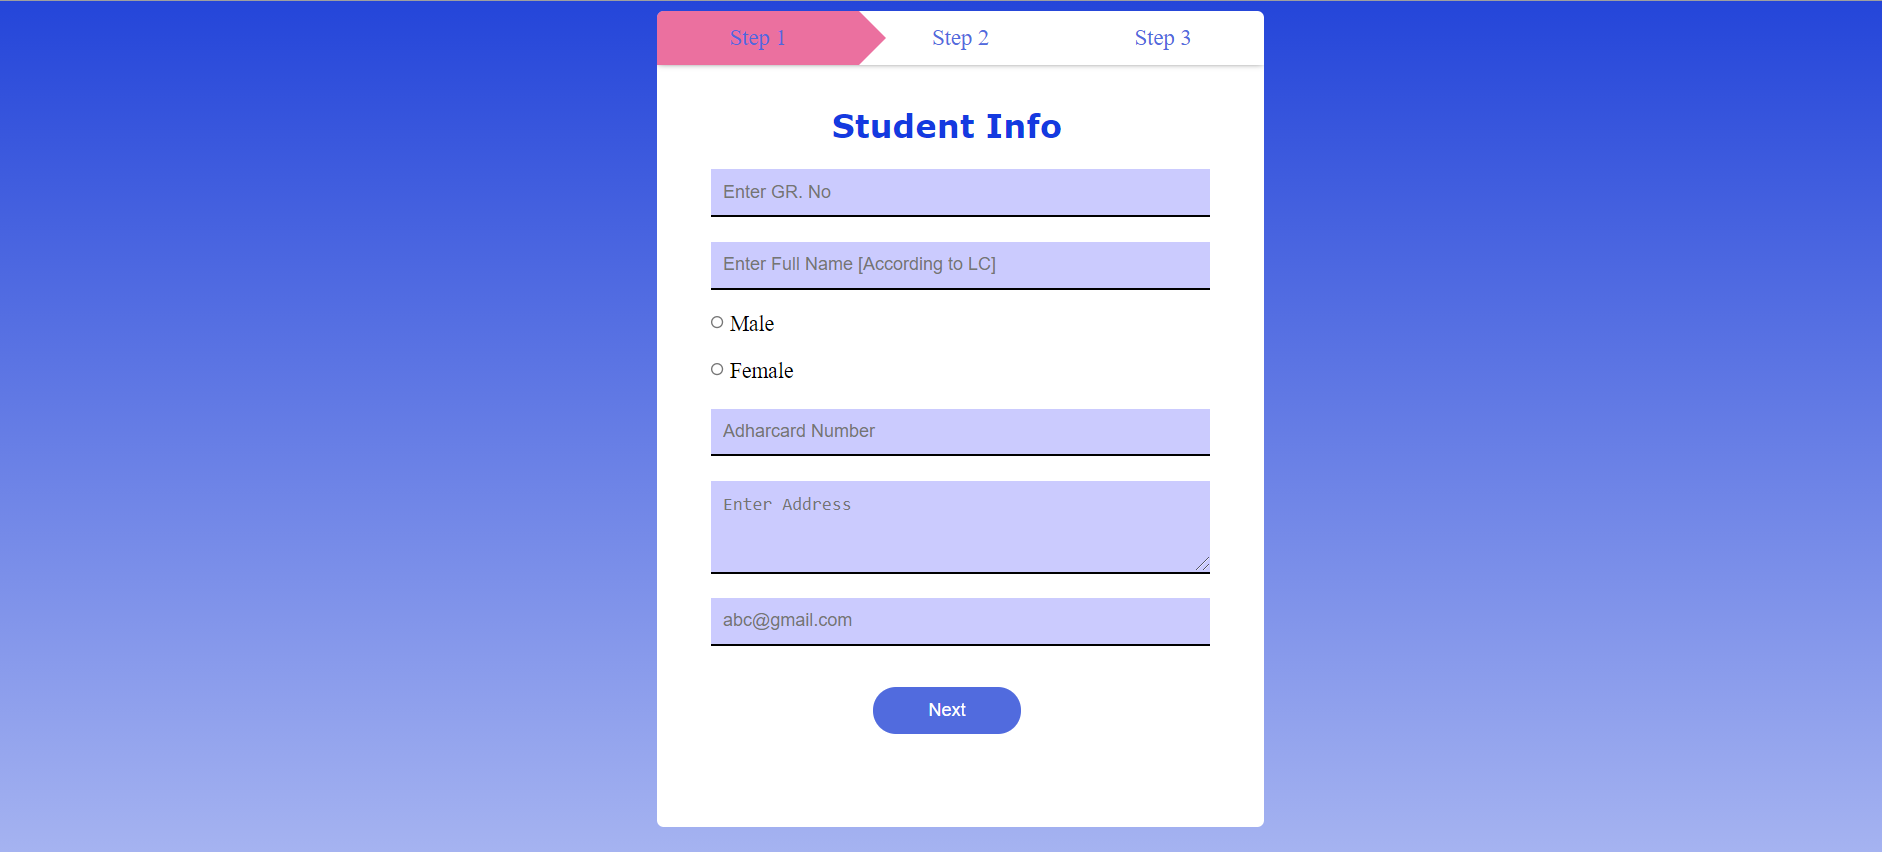 Step 1 Step 2 Step 3
Student Info
Enter GR. No
Enter Full Name [According to LC]
Male
Female
Adharcard Number
Enter Address
abc@gmail.com
Next